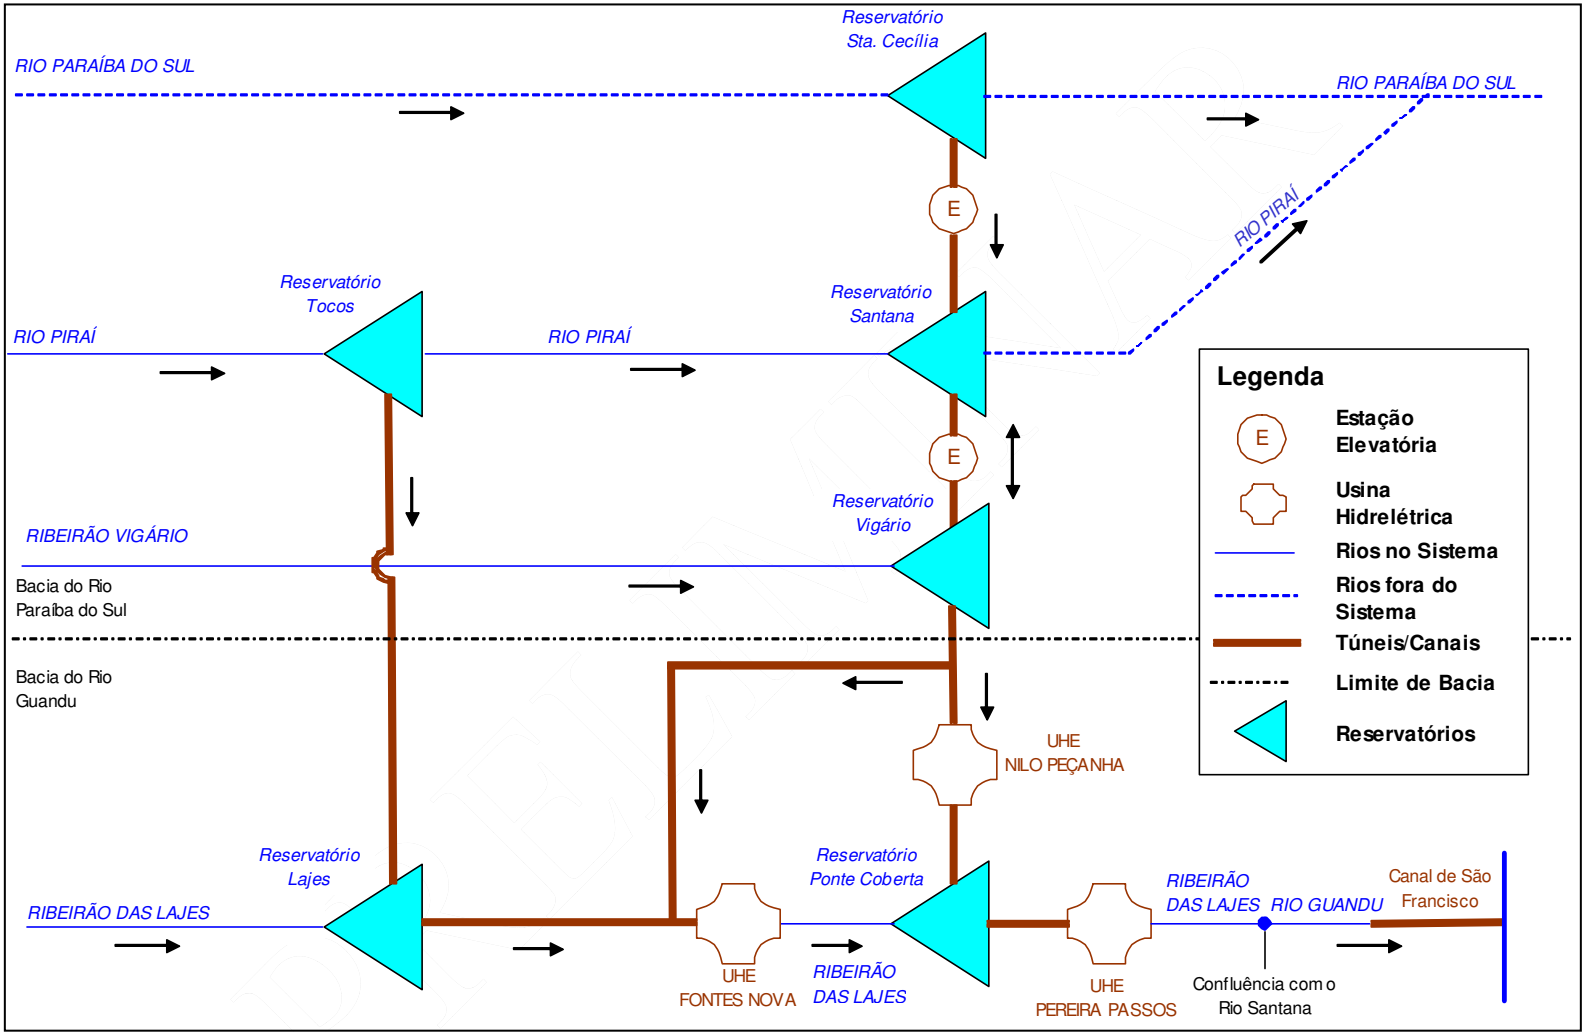 Reservatório
Sta. Cecília
RIO PARAÍBA DO SUL
RIO PARAÍBA DO SUL
E
RIO PIRAÍ
Reservatório
Tocos
Reservatório
Santana
RIO PIRAÍ
RIO PIRAÍ
E
Reservatório
Vigário
RIBEIRÃO VIGÁRIO
Bacia do Rio
Paraíba do Sul
Bacia do Rio
Guandu
Legenda
E
Estação
Elevatória
Usina
Hidrelétrica
Rios no Sistema
Rios fora do
Sistema
Túneis/Canais
Limite de Bacia
Reservatórios
UHE
NILO PEÇANHA
Reservatório
Lajes
Reservatório
Ponte Coberta
RIBEIRÃO DAS LAJES
RIBEIRÃO
DAS LAJES
RIO GUANDU
Canal de São
Francisco
UHE
FONTES NOVA
RIBEIRÃO
DAS LAJES
UHE
PEREIRA PASSOS
Confluência com o
Rio Santana
PRELIMINAR